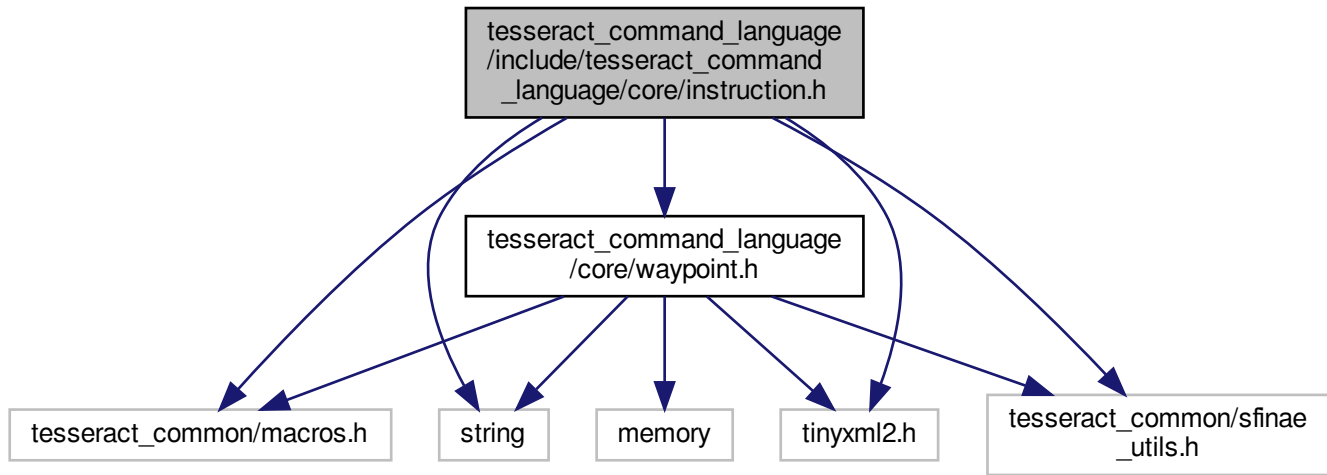 tesseract_command_language
/include/tesseract_command
_language/core/instruction.h
tesseract_command_language
/core/waypoint.h
tesseract_common/macros.h
string
memory
tinyxml2.h
tesseract_common/sfinae
_utils.h